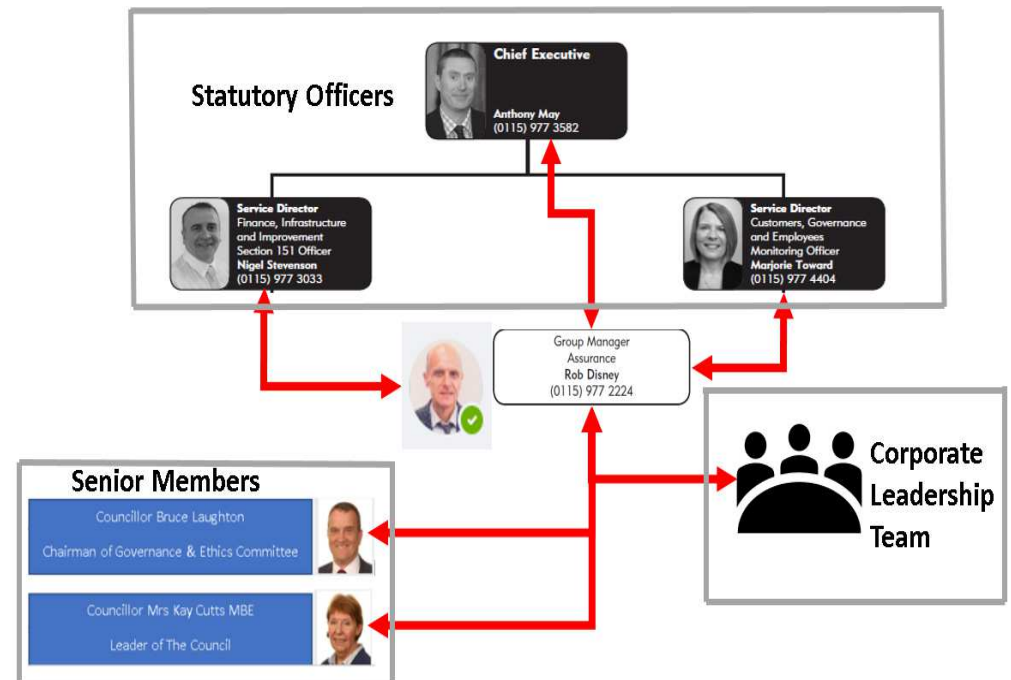 Statutory Officers
Chief Executive
Anthony May
(0115) 977 3582
Service Director
Finance, Infrastructure
and Improvement
Section 151 Officer
Nigel Stevenson
(0115) 977 3033
Service Director
Customers, Governance
and Employees
Monitoring Officer
Marjorie Toward
(0115) 977 4404
Group Manager
Assurance
Rob Disney
(0115) 977 2224
Senior Members
Councillor Bruce Laughton
Chairman of Governance & Ethics Committee
Councillor Mrs Kay Cutts MBE
Leader of The Council
Corporate
Leadership
Team